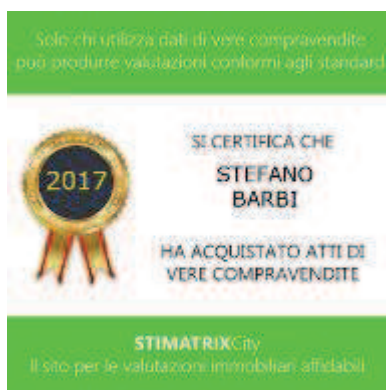 Solo chi utilizza dati di vere compravendite
può produrre valutazioni conformi agli standard
2017
SI CERTIFICA CHE
STEFANO
BARBI
HA ACQUISTATO ATTI DI
VERE COMPRAVENDITE
STIMATRIXCity
Il sito per le valutazioni immobiliari affidabili